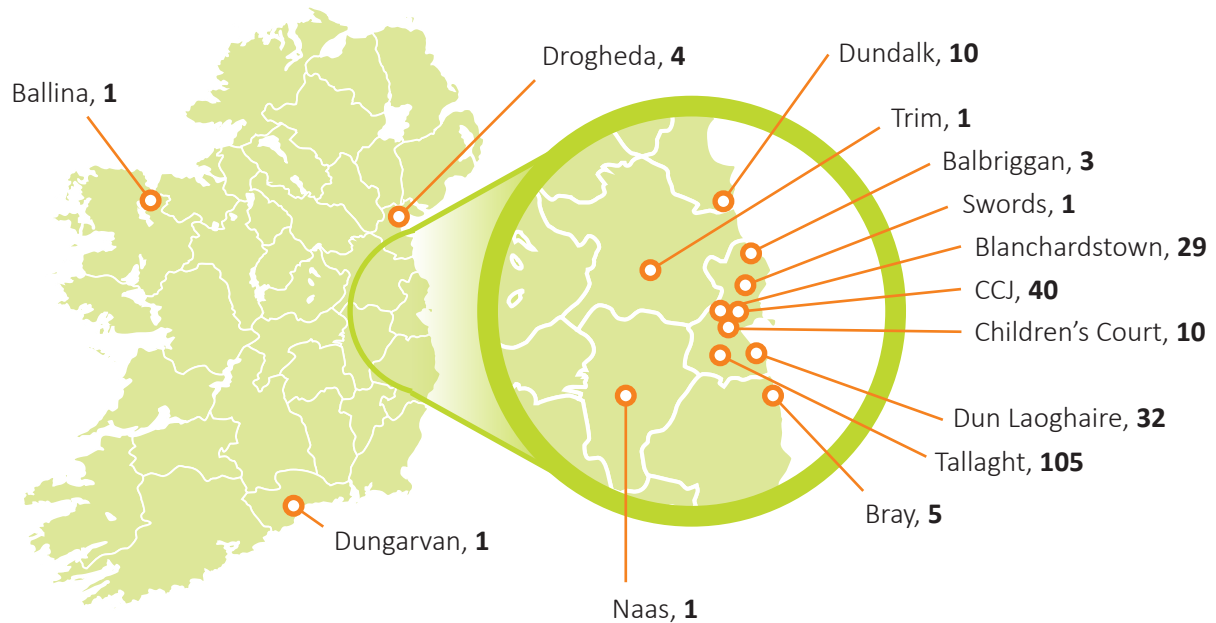 Ballina, 1
Drogheda, 4
Dundalk, 10
Trim, 1
Balbriggan, 3
Swords, 1
Blanchardstown, 29
CCJ, 40
Children’s Court, 10
Dun Laoghaire, 32
Tallaght, 105
Bray, 5
Dungarvan, 1
Naas, 1